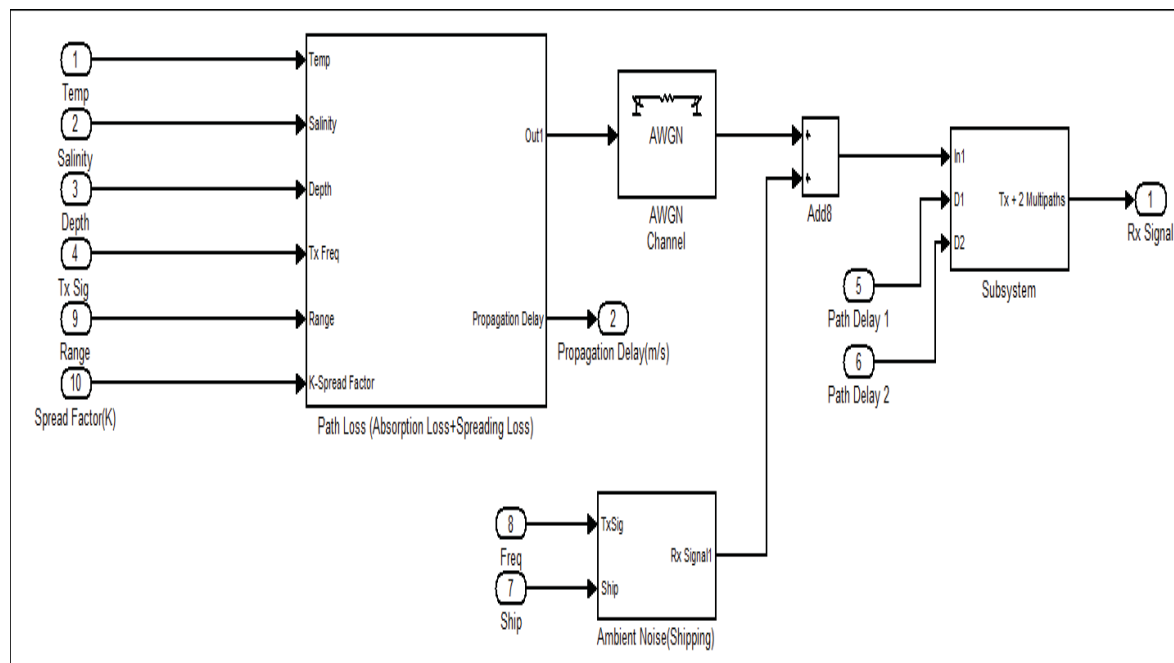 1
Temp
2
Salinity
3
Depth
4
Tx Sig
9
Range
10
Spread Factor(K)
Temp
Salinity
Depth
Tx Freq
Range
K-Spread Factor
Out1
Propagation Delay
Path Loss (Absorption Loss+Spreading Loss)
2
Propagation Delay(m/s)
AWGN
AWGN
Channel
+
+
Add8
5
Path Delay 1
6
Path Delay 2
In1
D1
D2
Tx + 2 Multipaths
Subsystem
1
Rx Signal
8
Freq
7
Ship
TxSig
Ship
Rx Signal1
Ambient Noise(Shipping)